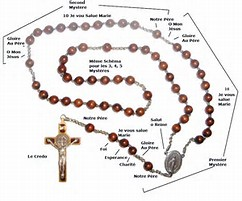 Second
Mystère
10 Je vou salue Marie
Notre Père
Gloire
Au Père
O Mon
Jésus
Gloire
Au Père
O Mon
Jésus
Même Schéma
pour les 3, 4, 5
Mystères
10
Je vou
salue
Marie
Notre Père
Salut
o Reine
Je vous salue
Marie
Foi
Espérance
Charité
Gloire
Au Père
Le Credo
Notre Père
Premier
Mystère